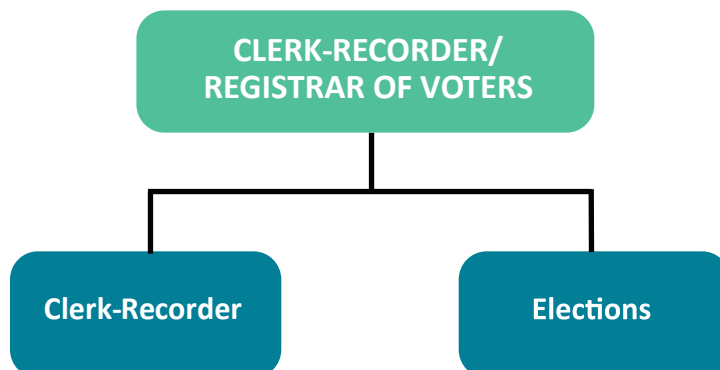 CLERK-RECORDER/
REGISTRAR OF VOTERS
Clerk-Recorder
Elections